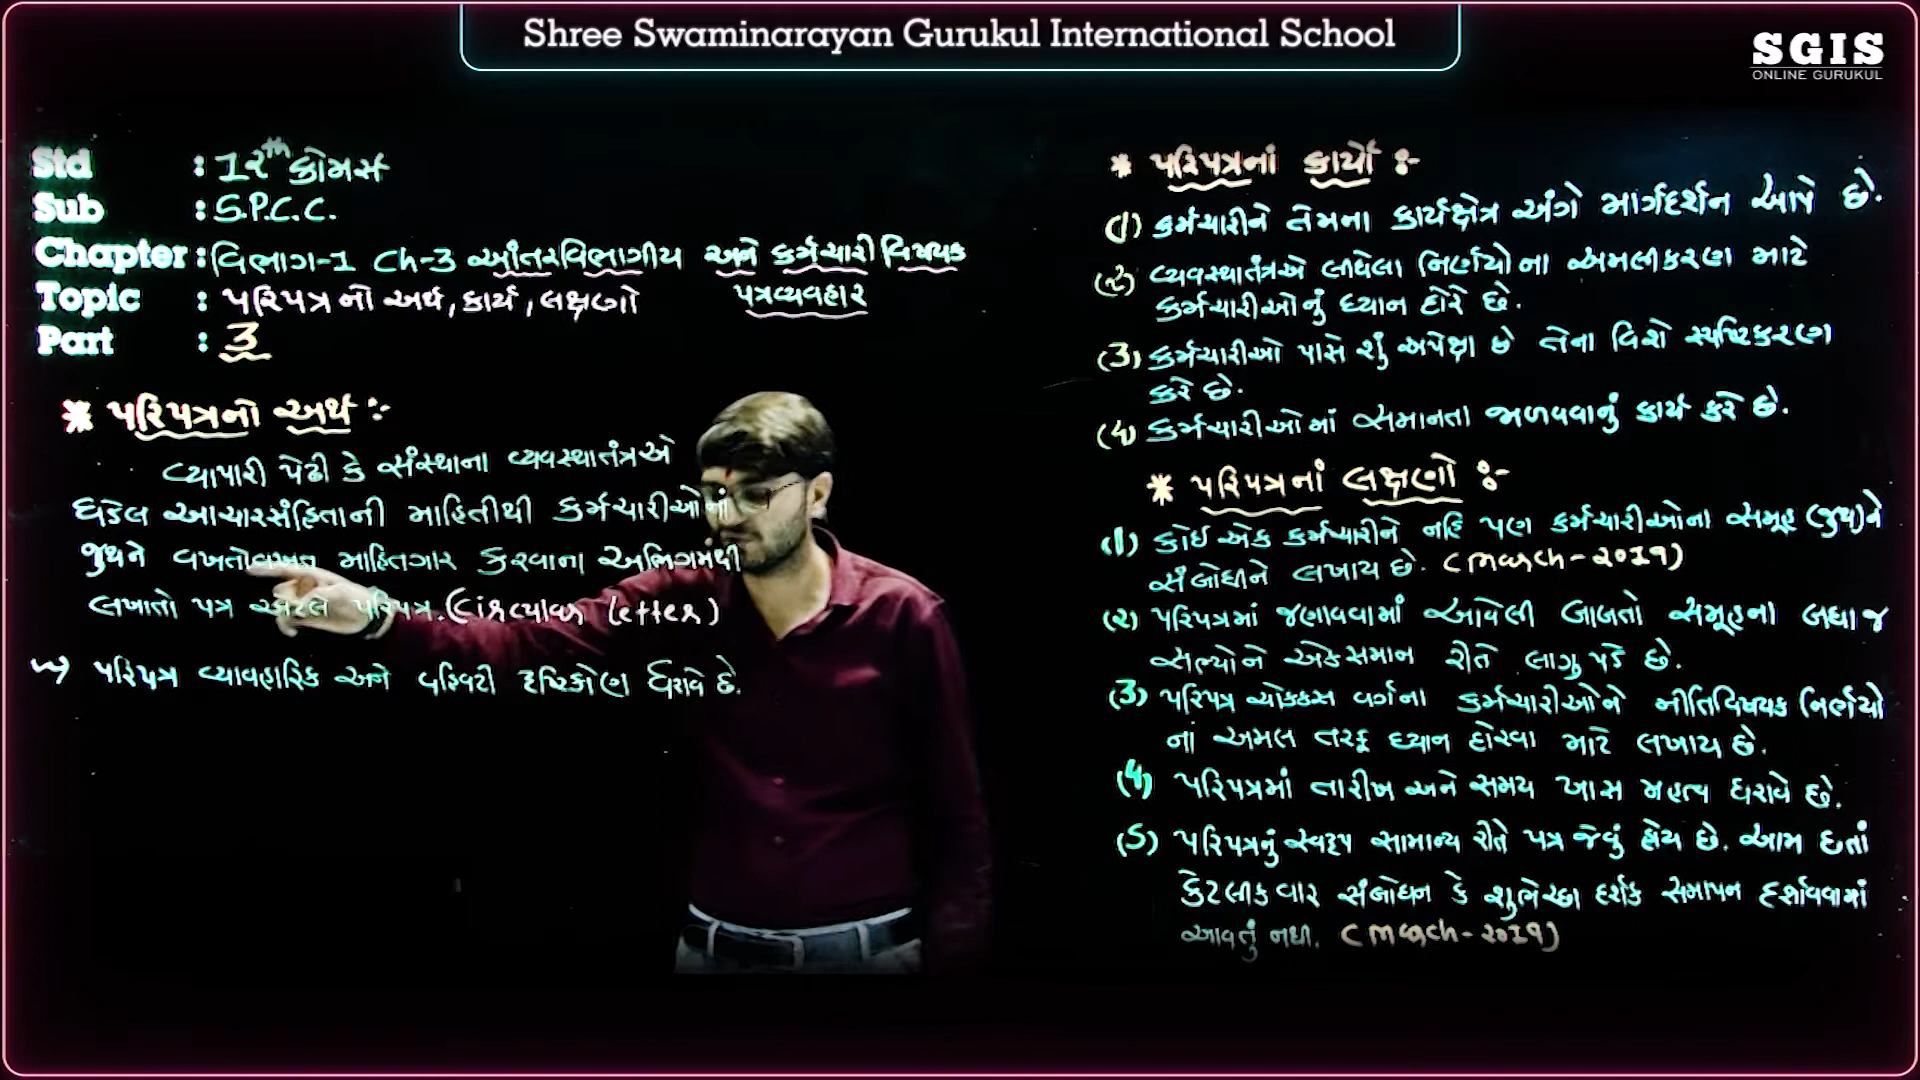 Shree Swaminarayan Gurukul International School
SGIS
ONLINE GURUKUL
Std : 12th કોમર્સ
Sub : S.P.C.C.
Chapter : વિભાગ-1 Ch-3 આંતરવિભાગીય અને કર્મચારી વિષયક
પત્રવ્યવહાર
Topic : પરિપત્રનો અર્થ, કાર્ય, લક્ષણો
Part : 3
* પરિપત્રનો અર્થ :-
વ્યાપારી પેઢી કે સંસ્થાના વ્યવસ્થાતંત્રએ
ઘડેલ આચારસંહિતાની માહિતીથી કર્મચારીઓનાં
જુથને વખતોવખત માહિતગાર કરવાના અભિગમથી
લખાતો પત્ર એટલે પરિપત્ર. (Circular Letter)
→ પરિપત્ર વ્યાવહારિક અને વહિવટી દૃષ્ટિકોણ ધરાવે છે.
* પરિપત્રનાં કાર્યો :-
(1) કર્મચારીને તેમના કાર્યક્ષેત્ર અંગે માર્ગદર્શન આપે છે.
(2) વ્યવસ્થાતંત્રએ લીધેલા નિર્ણયોના અમલીકરણ માટે
કર્મચારીઓનું ધ્યાન દોરે છે.
(3) કર્મચારીઓ પાસે શું અપેક્ષા છે તેના વિશે સ્પષ્ટિકરણ
કરે છે.
(4) કર્મચારીઓમાં સમાનતા જાળવવાનું કાર્ય કરે છે.
* પરિપત્રનાં લક્ષણો :-
(1) કોઈ એક કર્મચારીને નહિ પણ કર્મચારીઓના સમૂહ (જુથ)ને
સંબોધીને લખાય છે. (March - 2019)
(2) પરિપત્રમાં જણાવવામાં આવેલી બાબતો સમૂહના બધા જ
સભ્યોને એકસમાન રીતે લાગુ પડે છે.
(3) પરિપત્ર ચોક્કસ વર્ગના કર્મચારીઓને નીતિવિષયક નિર્ણયો
નાં અમલ તરફ ધ્યાન દોરવા માટે લખાય છે.
(4) પરિપત્રમાં તારીખ અને સમય ખાસ મહત્વ ધરાવે છે.
(5) પરિપત્રનું સ્વરૂપ સામાન્ય રીતે પત્ર જેવું હોય છે. આમ છતાં
કેટલીક વાર સંબોધન કે શુભેચ્છા દર્શક સમાપન દર્શાવવામાં
આવતું નથી. (March - 2019)